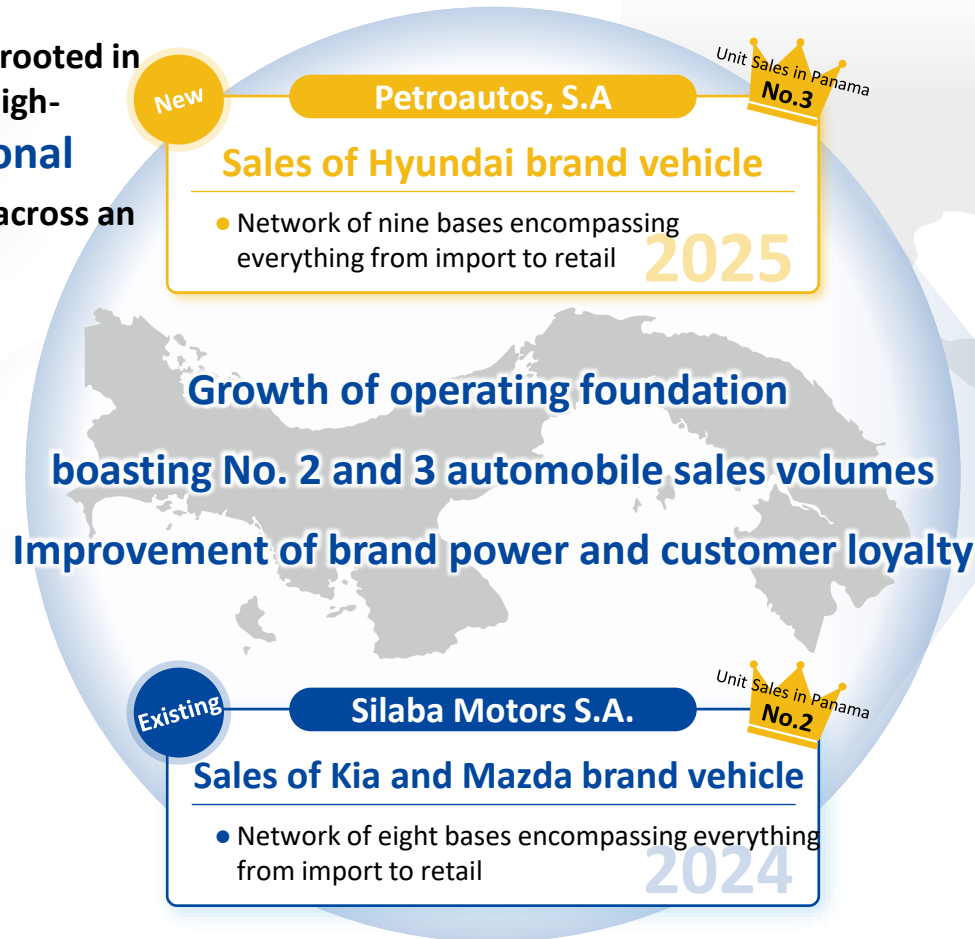 rooted in
igh-
onal
across an
New
Petroautos, S.A
Unit Sales in Panama
No.3
Sales of Hyundai brand vehicle
● Network of nine bases encompassing
everything from import to retail
2025
Growth of operating foundation
boasting No. 2 and 3 automobile sales volumes
Improvement of brand power and customer loyalty
Existing
Silaba Motors S.A.
Unit Sales in Panama
No.2
Sales of Kia and Mazda brand vehicle
● Network of eight bases encompassing everything
from import to retail
2024